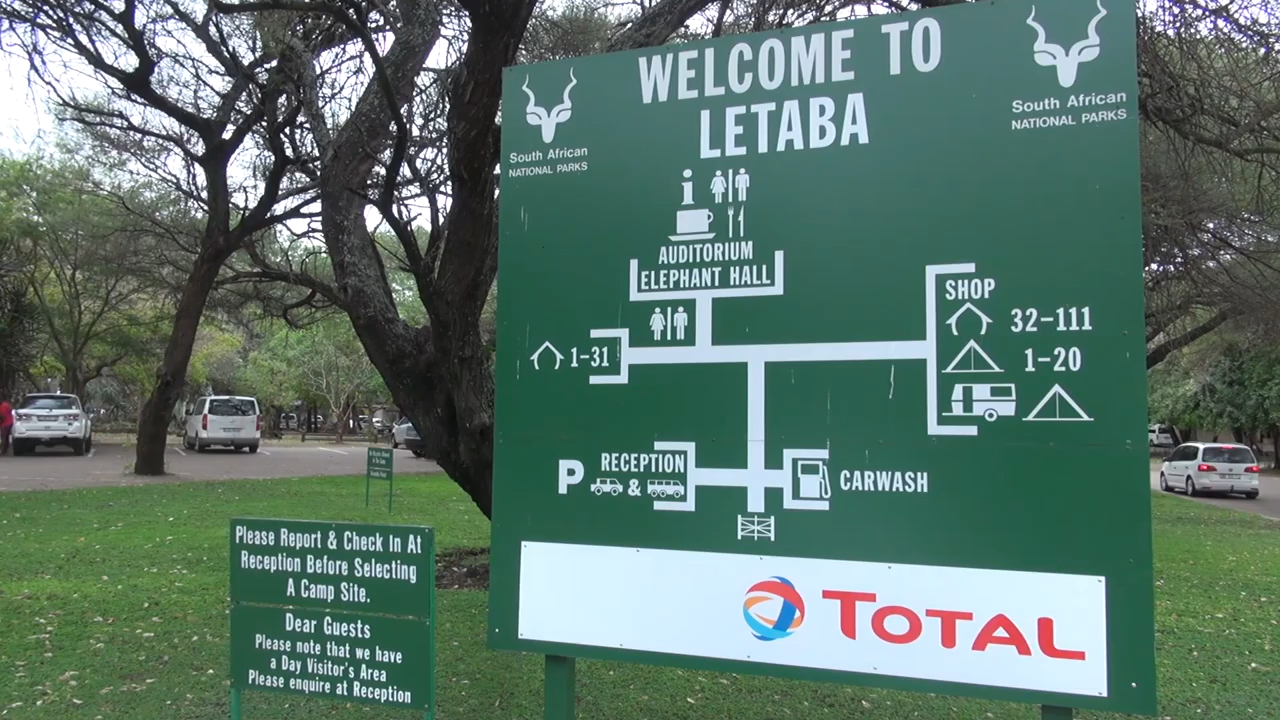 WELCOME TO
LETABA
South African
NATIONAL PARKS
South African
NATIONAL PARKS
AUDITORIUM
ELEPHANT HALL
1-31
SHOP
32-111
1-20
P RECEPTION
&
CARWASH
TOTAL
Please Report & Check In At
Reception Before Selecting
A Camp Site.
Dear Guests
Please note that we have
a Day Visitor's Area
Please enquire at Reception